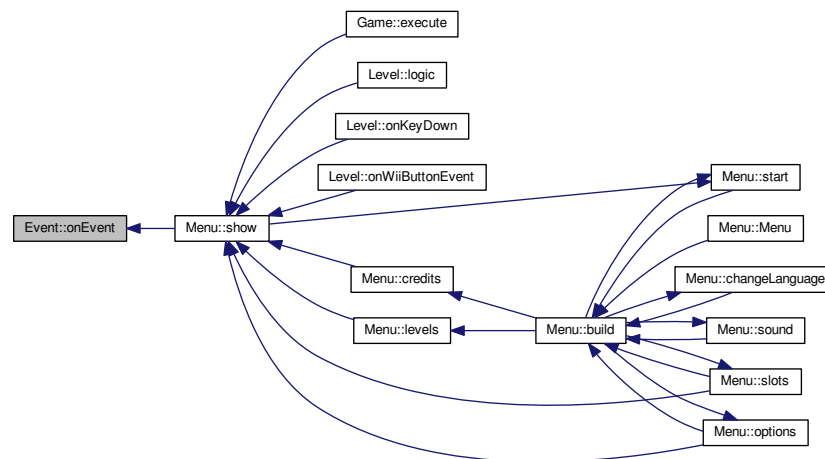 Game::execute
Level::logic
Level::onKeyDown
Level::onWiiButtonEvent
Menu::start
Event::onEvent
Menu::show
Menu::Menu
Menu::credits
Menu::changeLanguage
Menu::levels
Menu::build
Menu::sound
Menu::slots
Menu::options